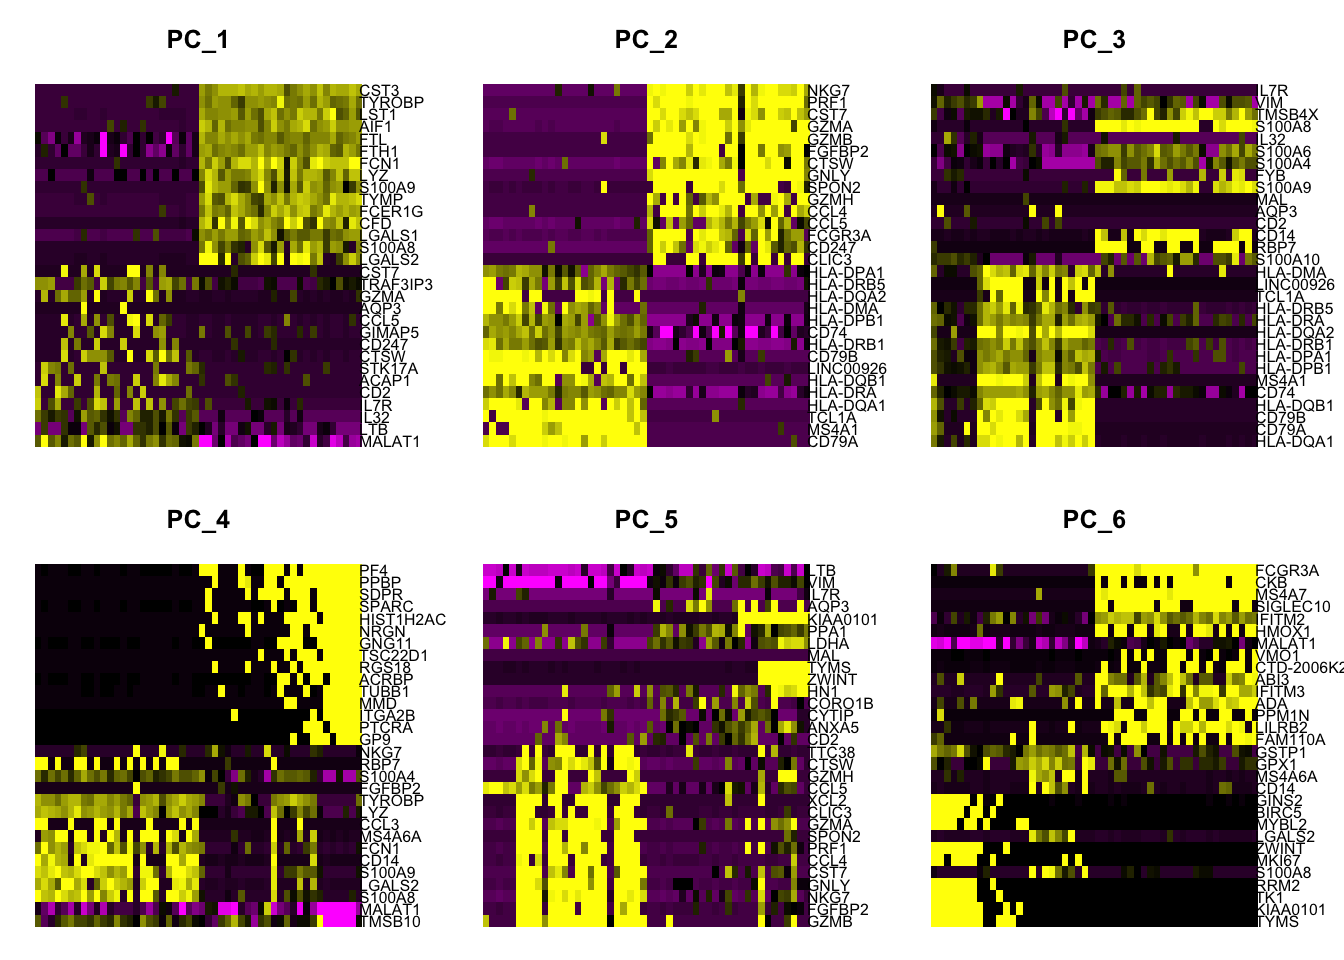 PC_1
CST3
TYROBP
LST1
AIF1
FTL
FTH1
FCN1
LYZ
S100A9
TYMP
FCER1G
CFD
LGALS1
S100A8
LGALS2
CST7
TRAF3IP3
GZMA
AQP3
CCL5
GIMAP5
CD247
CTSW
STK17A
ACAP1
CD2
IL7R
IL32
LTB
MALAT1
PC_2
NKG7
PRF1
CST7
GZMA
GZMB
FGFBP2
CTSW
GNLY
SPON2
GZMH
CCL4
CCL5
FCGR3A
CD247
CLIC3
HLA-DPA1
HLA-DRB5
HLA-DQA2
HLA-DMA
HLA-DPB1
CD74
HLA-DRB1
CD79B
LINC00926
HLA-DQB1
HLA-DRA
HLA-DQA1
TCL1A
MS4A1
CD79A
PC_3
IL7R
VIM
TMSB4X
S100A8
IL32
S100A6
S100A4
FYB
S100A9
MAL
AQP3
CD2
CD14
RBP7
S100A10
HLA-DMA
LINC00926
TCL1A
HLA-DRB5
HLA-DRA
HLA-DQA2
HLA-DRB1
HLA-DPA1
HLA-DPB1
MS4A1
CD74
HLA-DQB1
CD79B
CD79A
HLA-DQA1
PC_4
PF4
PPBP
SDPR
SPARC
HIST1H2AC
NRGN
GNG11
TSC22D1
RGS18
ACRBP
TUBB1
MMD
ITGA2B
PTCRA
GP9
NKG7
RBP7
S100A4
FGFBP2
TYROBP
LYZ
CCL3
MS4A6A
FCN1
CD14
S100A9
LGALS2
S100A8
MALAT1
TMSB10
PC_5
LTB
VIM
IL7R
AQP3
KIAA0101
PPA1
LDHA
MAL
TYMS
ZWINT
HN1
CORO1B
CYTIP
ANXA5
CD2
TTC38
CTSW
GZMH
CCL5
XCL2
CLIC3
GZMA
SPON2
PRF1
CCL4
CST7
GNLY
NKG7
FGFBP2
GZMB
PC_6
FCGR3A
CKB
MS4A7
SIGLEC10
IFITM2
HMOX1
MALAT1
VMO1
CTD-2006K2
ABI3
IFITM3
ADA
PPM1N
LILRB2
FAM110A
GSTP1
GPX1
MS4A6A
CD14
GINS2
BIRC5
MYBL2
LGALS2
ZWINT
MKI67
S100A8
RRM2
TK1
KIAA0101
TYMS